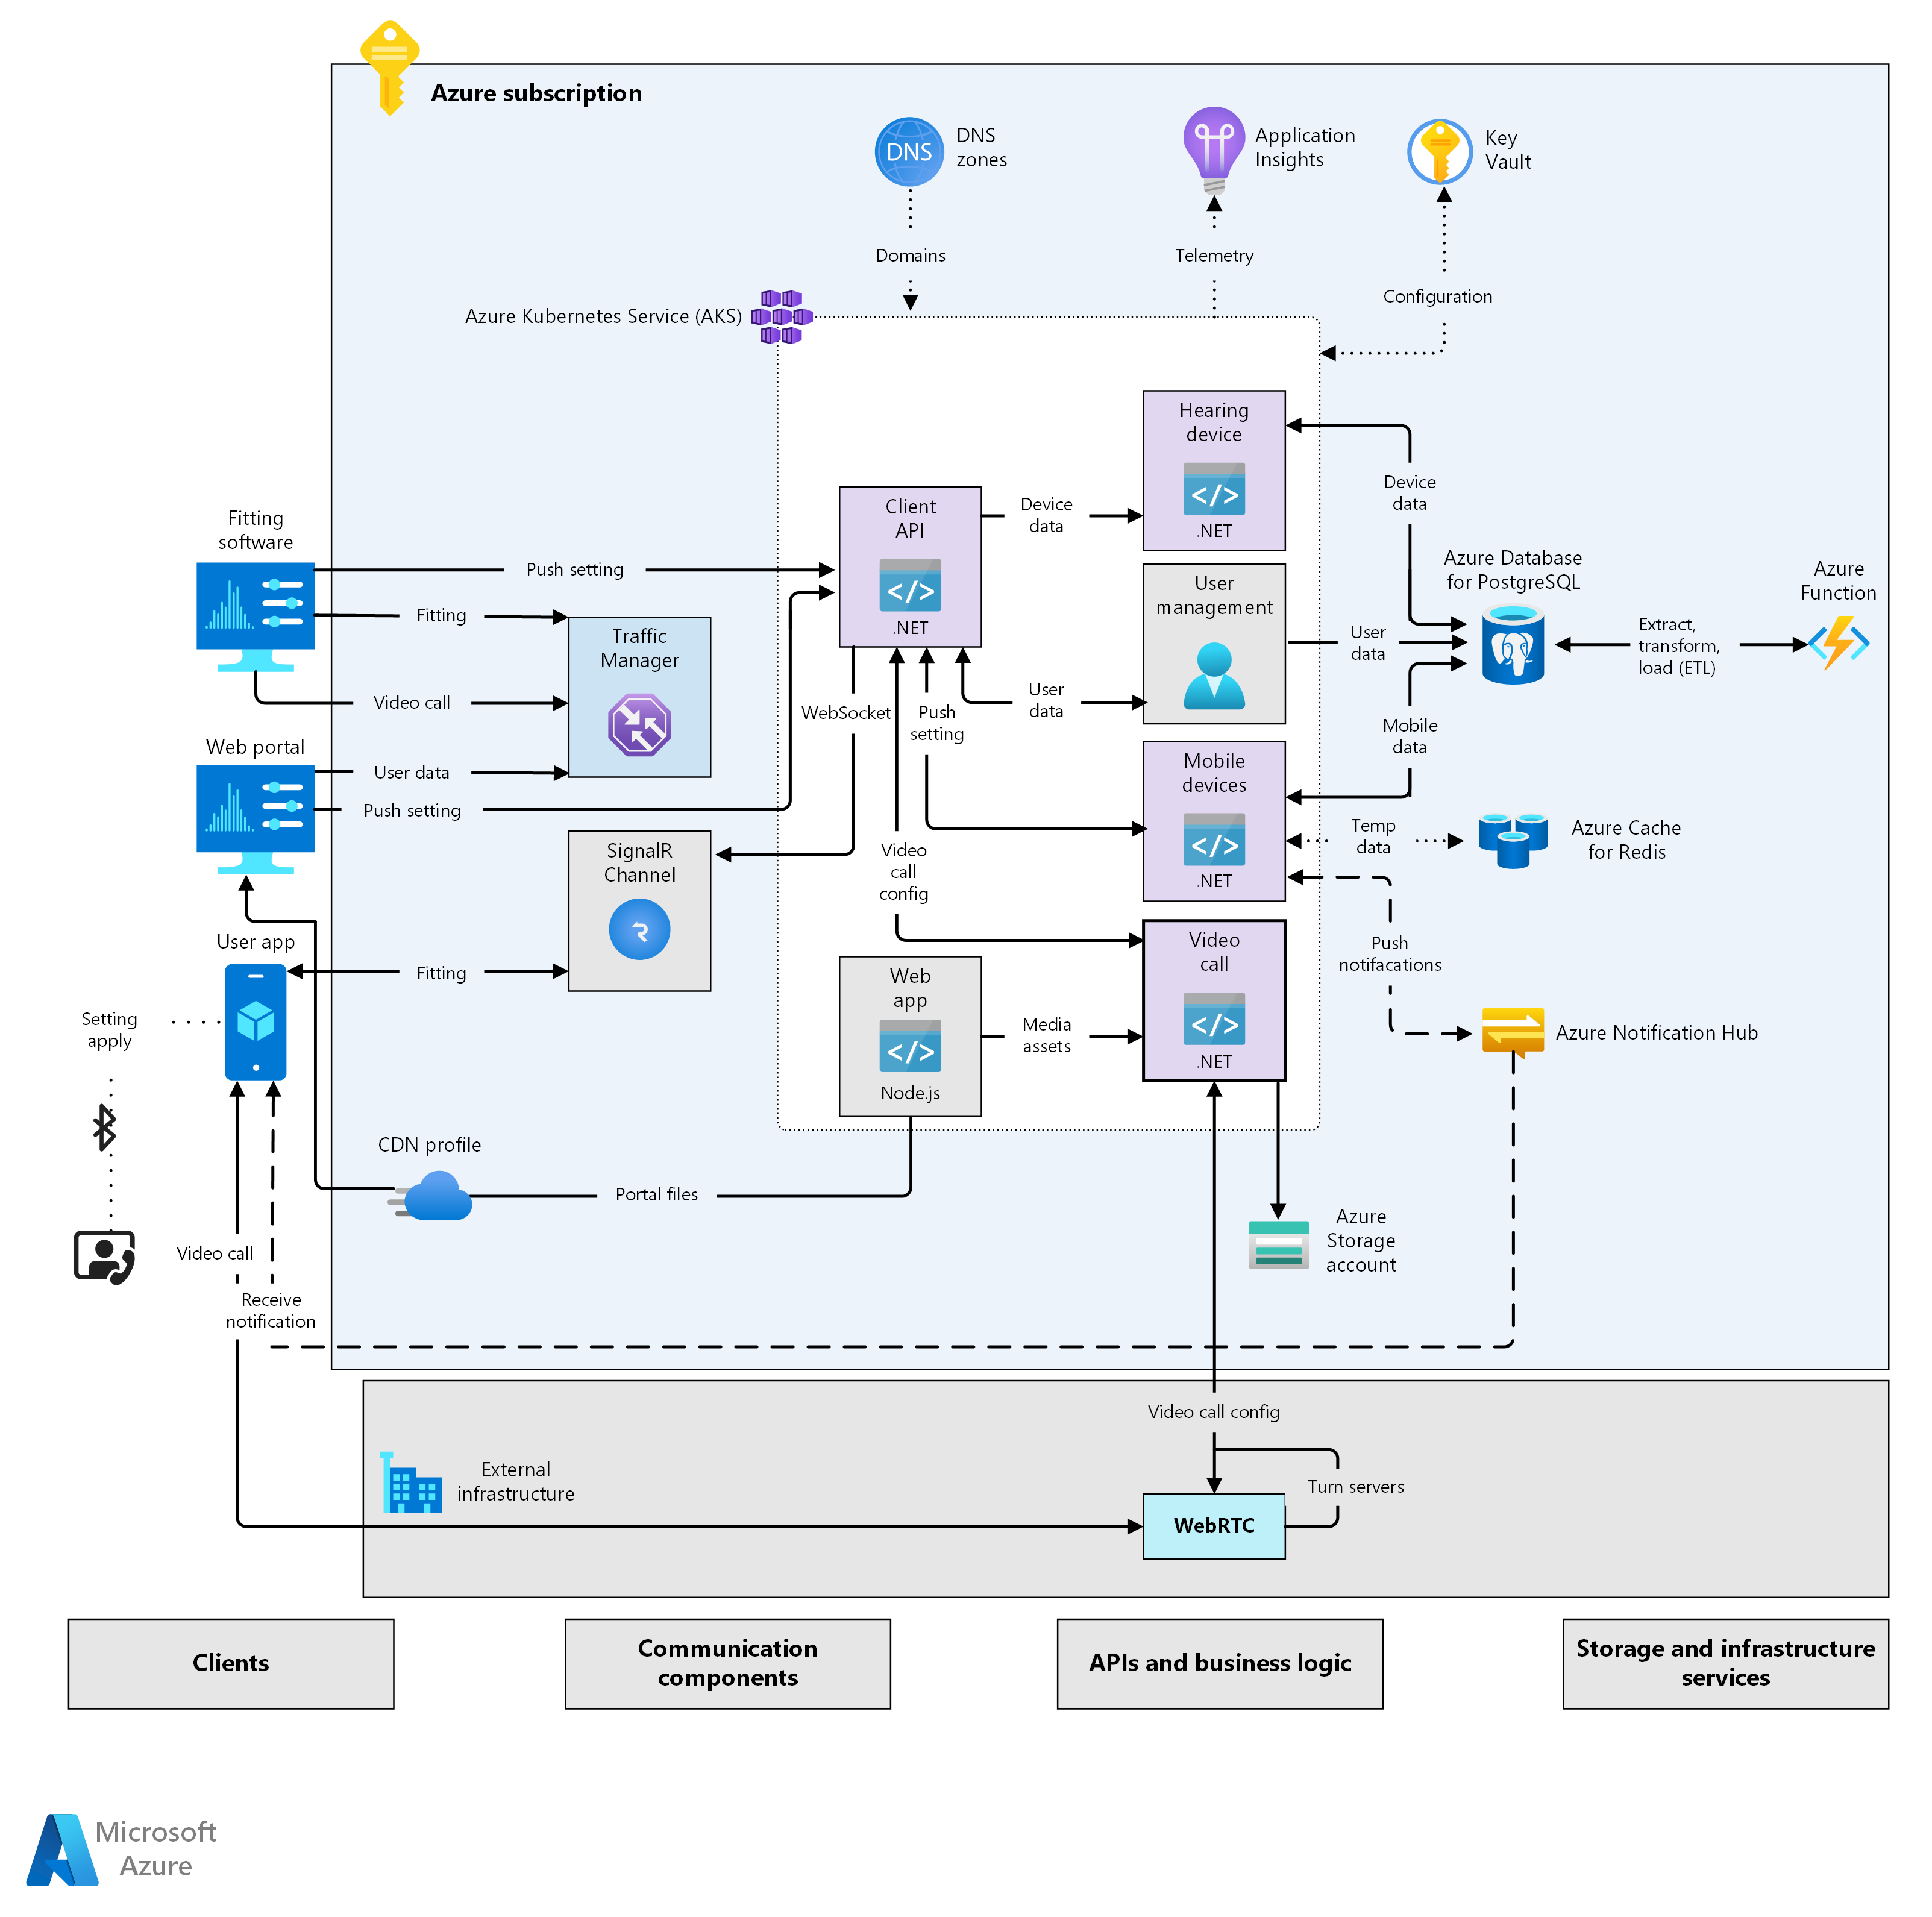 Azure subscription
DNS
DNS
zones
Application
Insights
Key
Vault
Domains
Telemetry
Configuration
Azure Kubernetes Service (AKS)
Hearing
device
</>
.NET
Device
data
Client
API
</>
.NET
Device
data
Fitting
software
Push setting
Fitting
Video call
Traffic
Manager
User
management
User
data
Azure Database
for PostgreSQL
Extract,
transform,
load (ETL)
Azure
Function
WebSocket
Push
setting
User
data
Mobile
data
Web portal
User data
Push setting
Mobile
devices
</>
.NET
Temp
data
Azure Cache
for Redis
SignalR
Channel
Video
call
config
User app
Fitting
Setting
apply
Web
app
</>
Node.js
Media
assets
Video
call
</>
.NET
Push
notifacations
Azure Notification Hub
CDN profile
Portal files
Azure
Storage
account
Video call
Receive
notification
Video call config
External
infrastructure
Turn servers
WebRTC
Clients
Communication
components
APIs and business logic
Storage and infrastructure
services
Microsoft
Azure